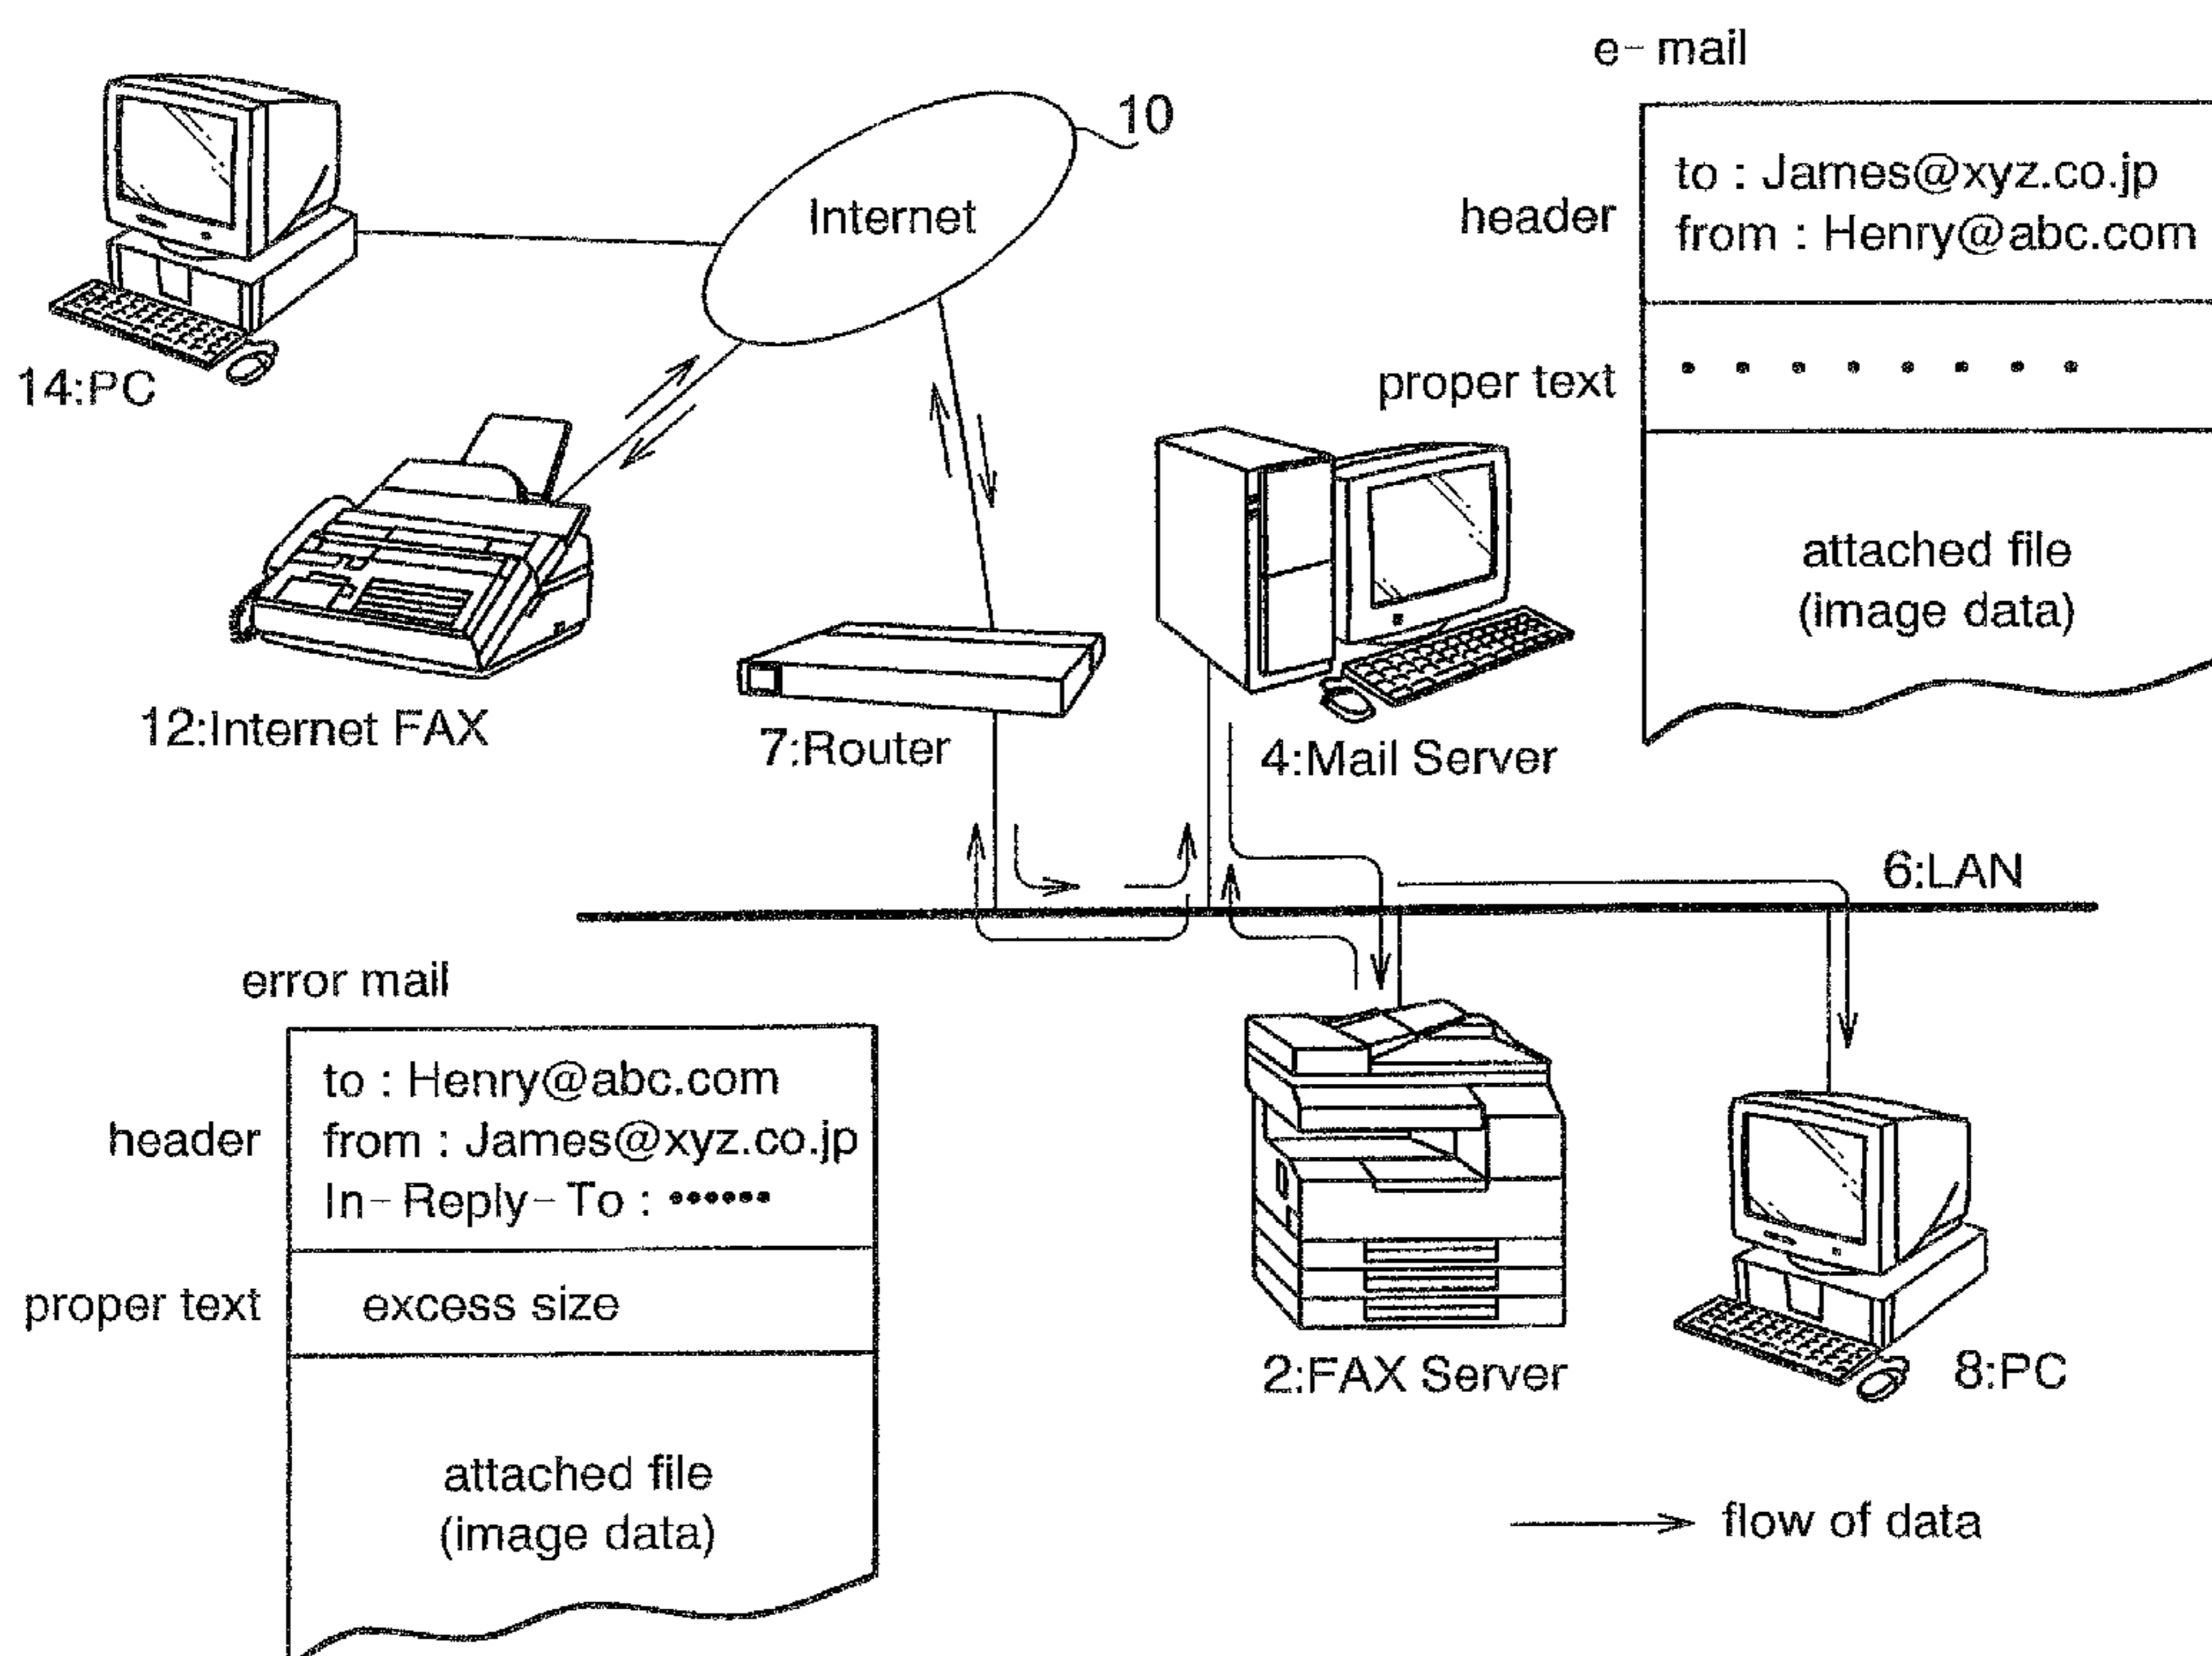 e-mail
10
to : James@xyz.co.jp
header
from : Henry@abc.com
Internet
proper text
• • • • • • • •
14:PC
attached file
(image data)
12:Internet FAX
7:Router
4:Mail Server
6:LAN
error mail
to : Henry@abc.com
header
from : James@xyz.co.jp
In-Reply-To : ••••••
proper text
excess size
2:FAX Server
8:PC
attached file
(image data)
flow of data